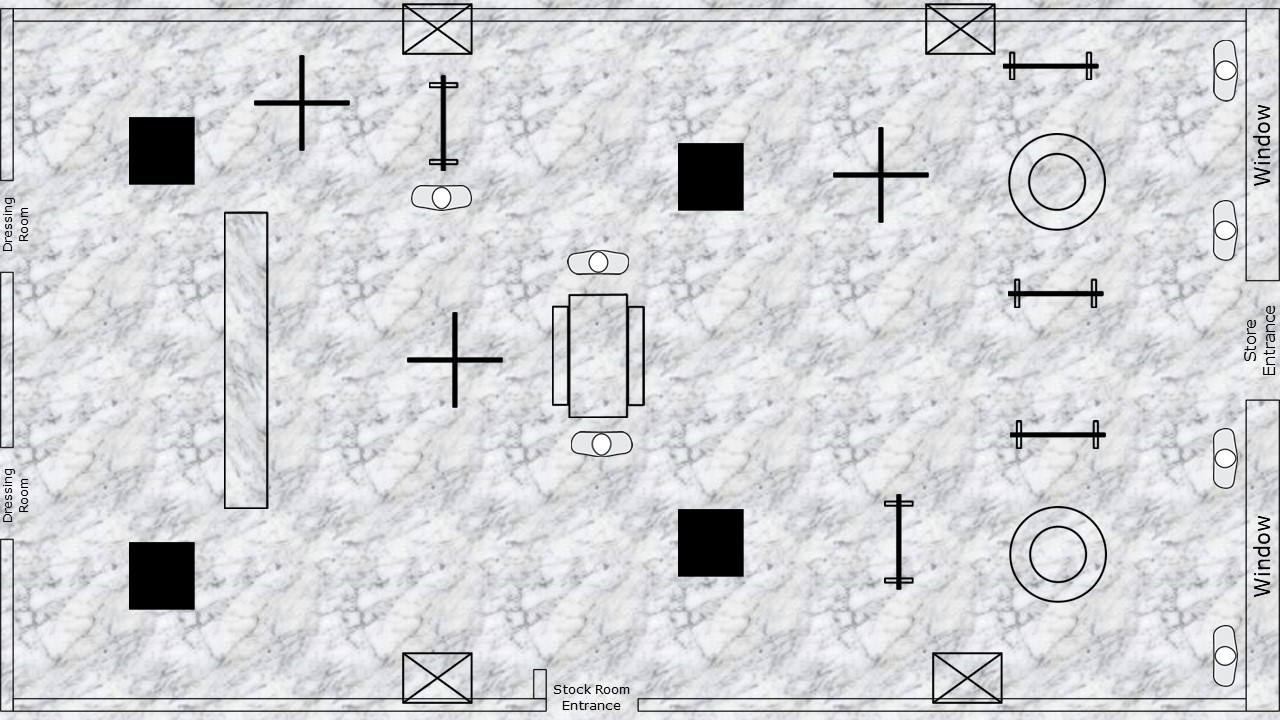 Dressing
Room
Dressing
Room
Window
Store
Entrance
Window
Stock Room
Entrance